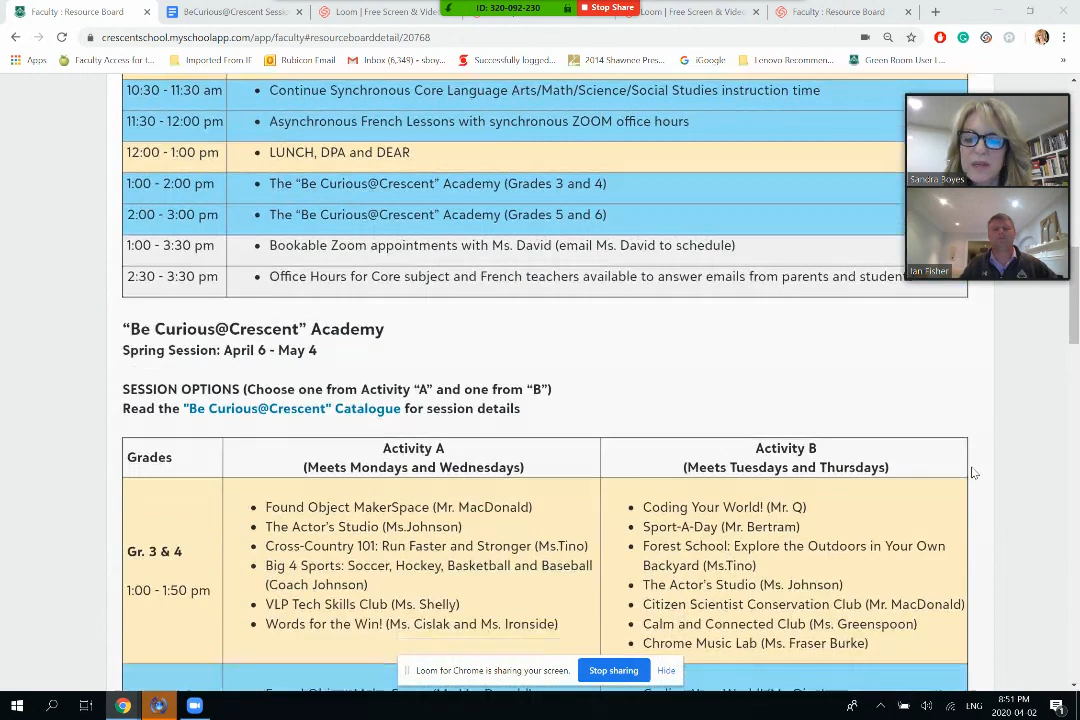 Faculty : Resource Board
BeCurious@Crescent Sessi
Loom | Free Screen & Vide
ID: 320-092-230
Stop Share
Loom | Free Screen & Vide
Faculty : Resource Board
crescentschool.myschoolapp.com/app/faculty#resourceboarddetail/20768
Apps
Faculty Access for t...
Imported From IE
Rubicon Email
Inbox (6,349) - sboy...
Successfully logged...
2014 Shawnee Pres...
iGoogle
Lenovo Recommen...
Green Room User L...
10:30 - 11:30 am
Continue Synchronous Core Language Arts/Math/Science/Social Studies instruction time
11:30 - 12:00 pm
Asynchronous French Lessons with synchronous ZOOM office hours
12:00 - 1:00 pm
LUNCH, DPA and DEAR
1:00 - 2:00 pm
The “Be Curious@Crescent” Academy (Grades 3 and 4)
2:00 - 3:00 pm
The “Be Curious@Crescent” Academy (Grades 5 and 6)
1:00 - 3:30 pm
Bookable Zoom appointments with Ms. David (email Ms. David to schedule)
2:30 - 3:30 pm
Office Hours for Core subject and French teachers available to answer emails from parents and student
Sandra Boyes
Ian Fisher
“Be Curious@Crescent” Academy
Spring Session: April 6 - May 4
SESSION OPTIONS (Choose one from Activity “A” and one from “B”)
Read the "Be Curious@Crescent" Catalogue for session details
Grades
Activity A
(Meets Mondays and Wednesdays)
Activity B
(Meets Tuesdays and Thursdays)
Gr. 3 & 4
1:00 - 1:50 pm
Found Object MakerSpace (Mr. MacDonald)
The Actor’s Studio (Ms.Johnson)
Cross-Country 101: Run Faster and Stronger (Ms.Tino)
Big 4 Sports: Soccer, Hockey, Basketball and Baseball
(Coach Johnson)
VLP Tech Skills Club (Ms. Shelly)
Words for the Win! (Ms. Cislak and Ms. Ironside)
Coding Your World! (Mr. Q)
Sport-A-Day (Mr. Bertram)
Forest School: Explore the Outdoors in Your Own
Backyard (Ms.Tino)
The Actor’s Studio (Ms. Johnson)
Citizen Scientist Conservation Club (Mr. MacDonald)
Calm and Connected Club (Ms. Greenspoon)
Chrome Music Lab (Ms. Fraser Burke)
Loom for Chrome is sharing your screen.
Stop sharing
Hide
ENG
8:51 PM
2020-04-02